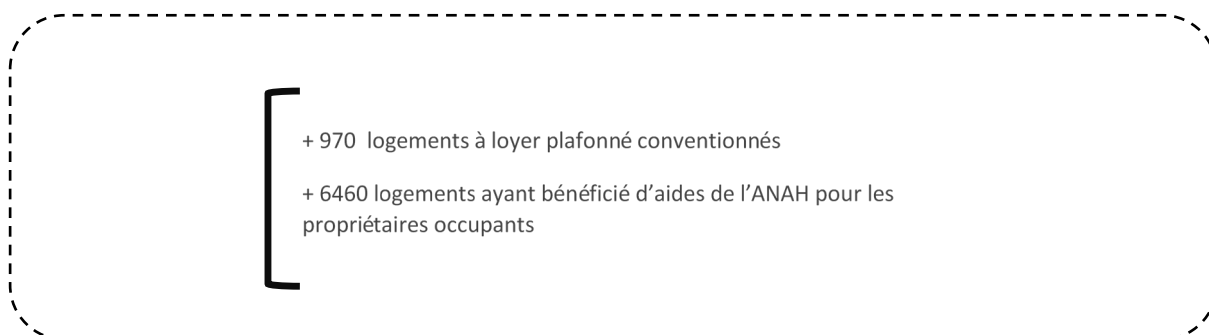 + 970  logements à loyer plafonné conventionnés
+ 6460 logements ayant bénéficié d’aides de l’ANAH pour les
propriétaires occupants